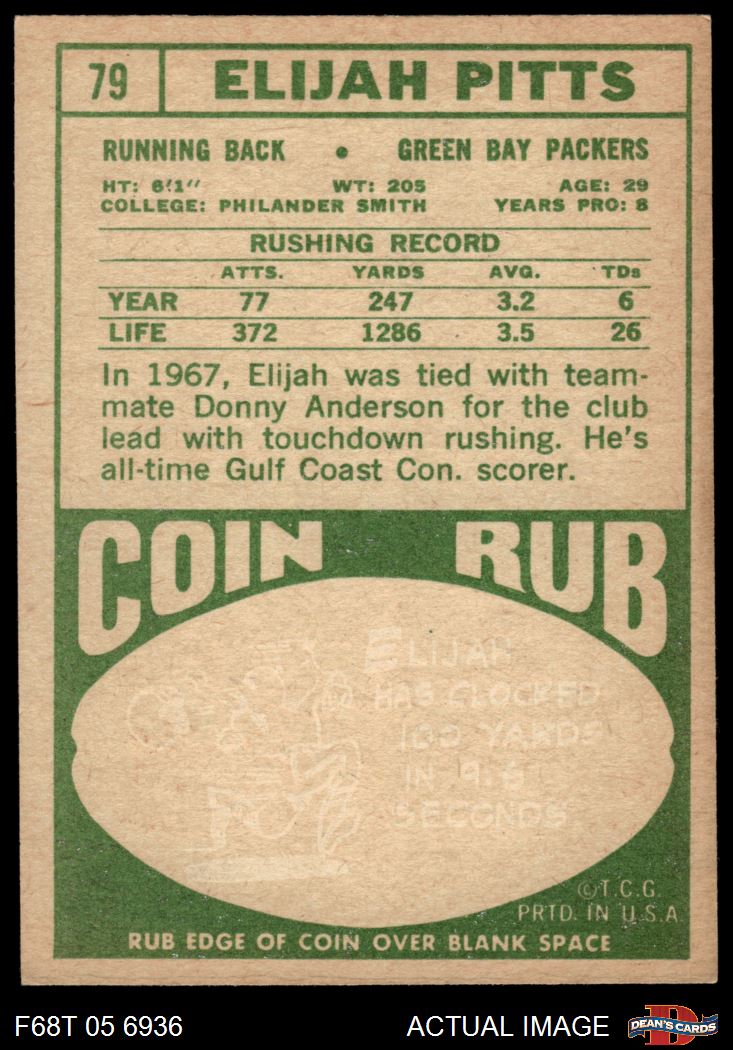 79 ELIJAH PITTS
RUNNING BACK • GREEN BAY PACKERS
HT: 6'1" WT: 205 AGE: 29
COLLEGE: PHILANDER SMITH YEARS PRO: 8
RUSHING RECORD
ATTS. YARDS AVG. TDs
YEAR 77 247 3.2 6
LIFE 372 1286 3.5 26
In 1967, Elijah was tied with team-
mate Donny Anderson for the club
lead with touchdown rushing. He's
all-time Gulf Coast Con. scorer.
COIN RUB
ELIJAH
HAS CLOCKED
100 YARDS
IN 9.6
SECONDS
©T.C.G.
PRTD. IN U.S.A
RUB EDGE OF COIN OVER BLANK SPACE
F68T 05 6936 ACTUAL IMAGE DEAN'S CARDS